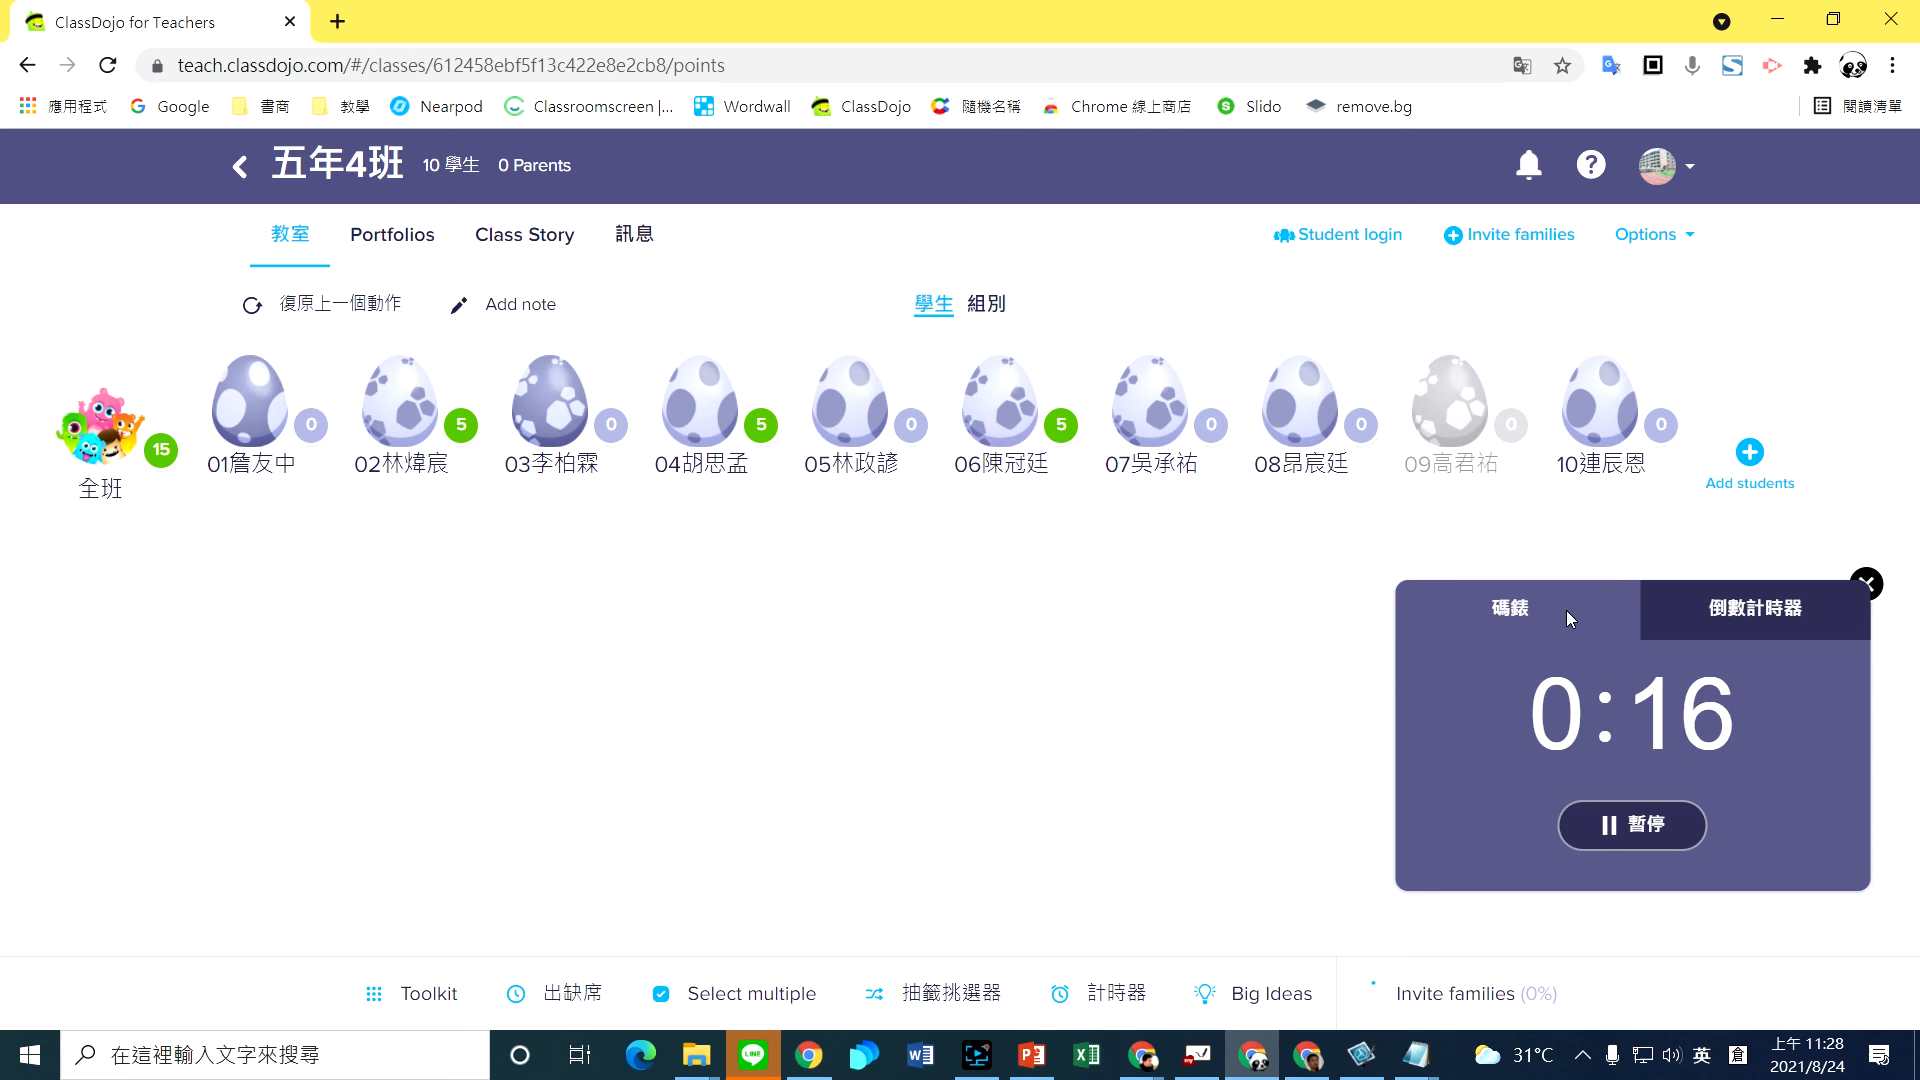 ClassDojo for Teachers
teach.classdojo.com/#/classes/612458ebf5f13c422e8e2cb8/points
應用程式 Google 書商 教學 Nearpod Classroomscreen |... Wordwall ClassDojo 隨機名稱 Chrome 線上商店 Slido remove.bg 閱讀清單
五年4班 10 學生 0 Parents
教室 Portfolios Class Story 訊息 Student login Invite families Options
復原上一個動作 Add note 學生 組別
15 0 5 0 5 0 5 0 0 0 0
全班 01詹友中 02林煒宸 03李柏霖 04胡思孟 05林政諺 06陳冠廷 07吳承祐 08昂宸廷 09高君祐 10連辰恩 Add students
碼錶 倒數計時器
0:16
暫停
Toolkit 出缺席 Select multiple 抽籤挑選器 計時器 Big Ideas Invite families (0%)
在這裡輸入文字來搜尋 LINE 31°C 英 倉 上午 11:28
2021/8/24